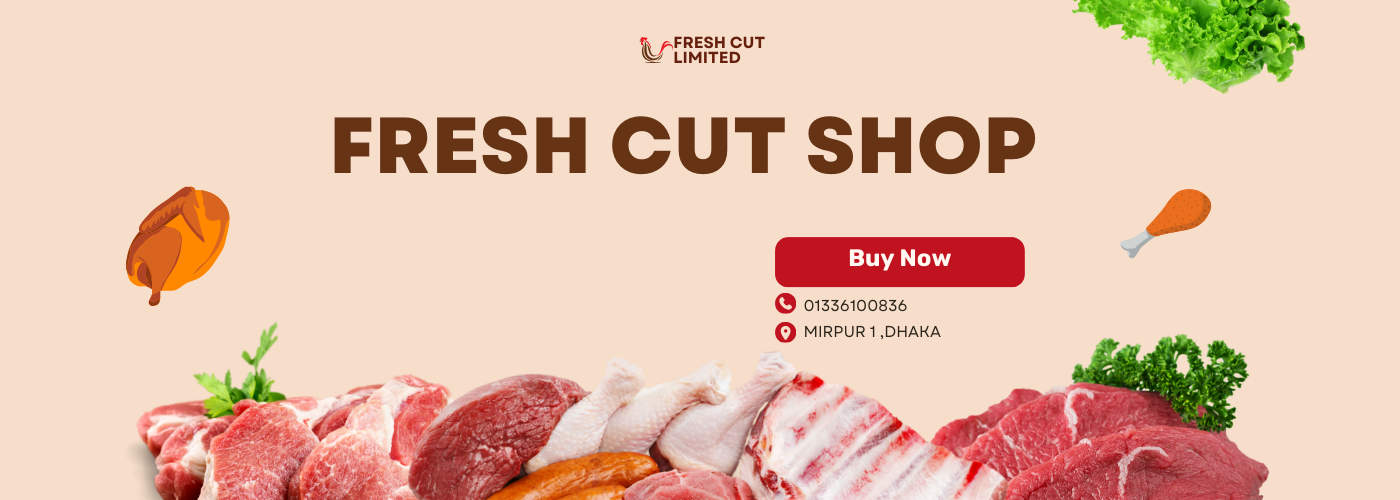 FRESH CUT
LIMITED
FRESH CUT SHOP
Buy Now
01336100836
MIRPUR 1 ,DHAKA